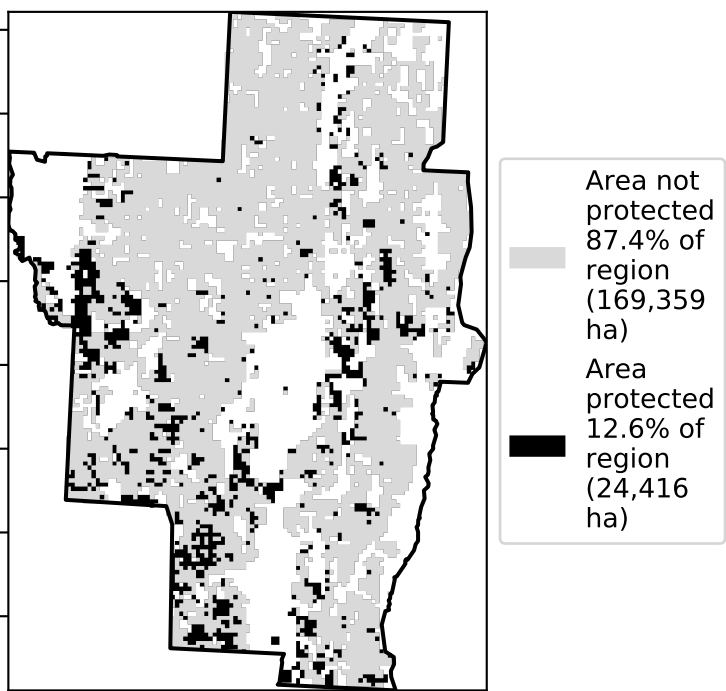 Area not
protected
87.4% of
region
(169,359
ha)
Area
protected
12.6% of
region
(24,416
ha)